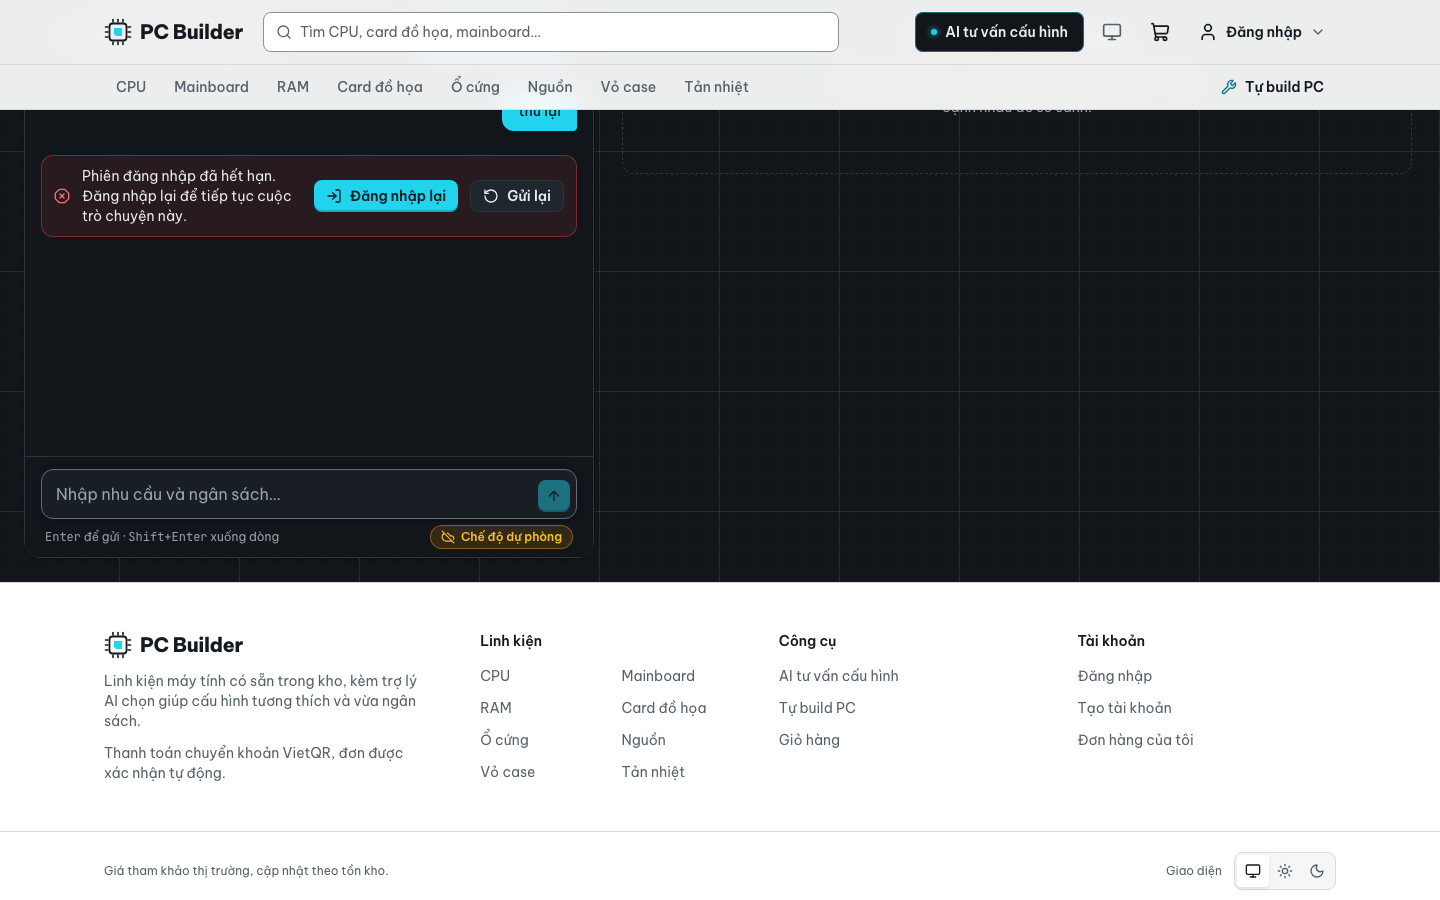 PC Builder
Tìm CPU, card đồ họa, mainboard...
AI tư vấn cấu hình
Đăng nhập
CPU
Mainboard
RAM
Card đồ họa
Ổ cứng
Nguồn
Vỏ case
Tản nhiệt
Tự build PC
thử lại
Phiên đăng nhập đã hết hạn.
Đăng nhập lại để tiếp tục cuộc
trò chuyện này.
Đăng nhập lại
Gửi lại
Nhập nhu cầu và ngân sách...
Enter để gửi · Shift+Enter xuống dòng
Chế độ dự phòng
PC Builder
Linh kiện máy tính có sẵn trong kho, kèm trợ lý
AI chọn giúp cấu hình tương thích và vừa ngân
sách.
Thanh toán chuyển khoản VietQR, đơn được
xác nhận tự động.
Linh kiện
CPU
Mainboard
RAM
Card đồ họa
Ổ cứng
Nguồn
Vỏ case
Tản nhiệt
Công cụ
AI tư vấn cấu hình
Tự build PC
Giỏ hàng
Tài khoản
Đăng nhập
Tạo tài khoản
Đơn hàng của tôi
Giá tham khảo thị trường, cập nhật theo tồn kho.
Giao diện